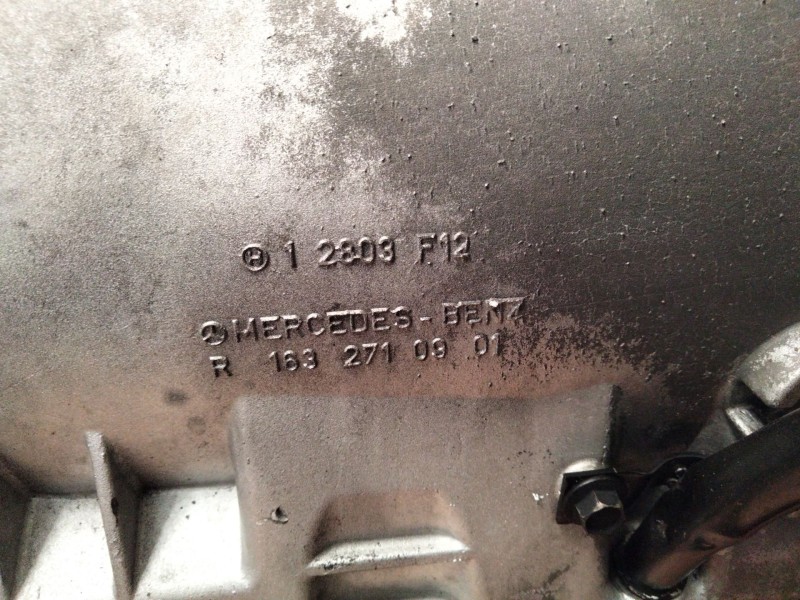 H 1 2803 F12
MERCEDES-BENZ
R 163 271 09 01